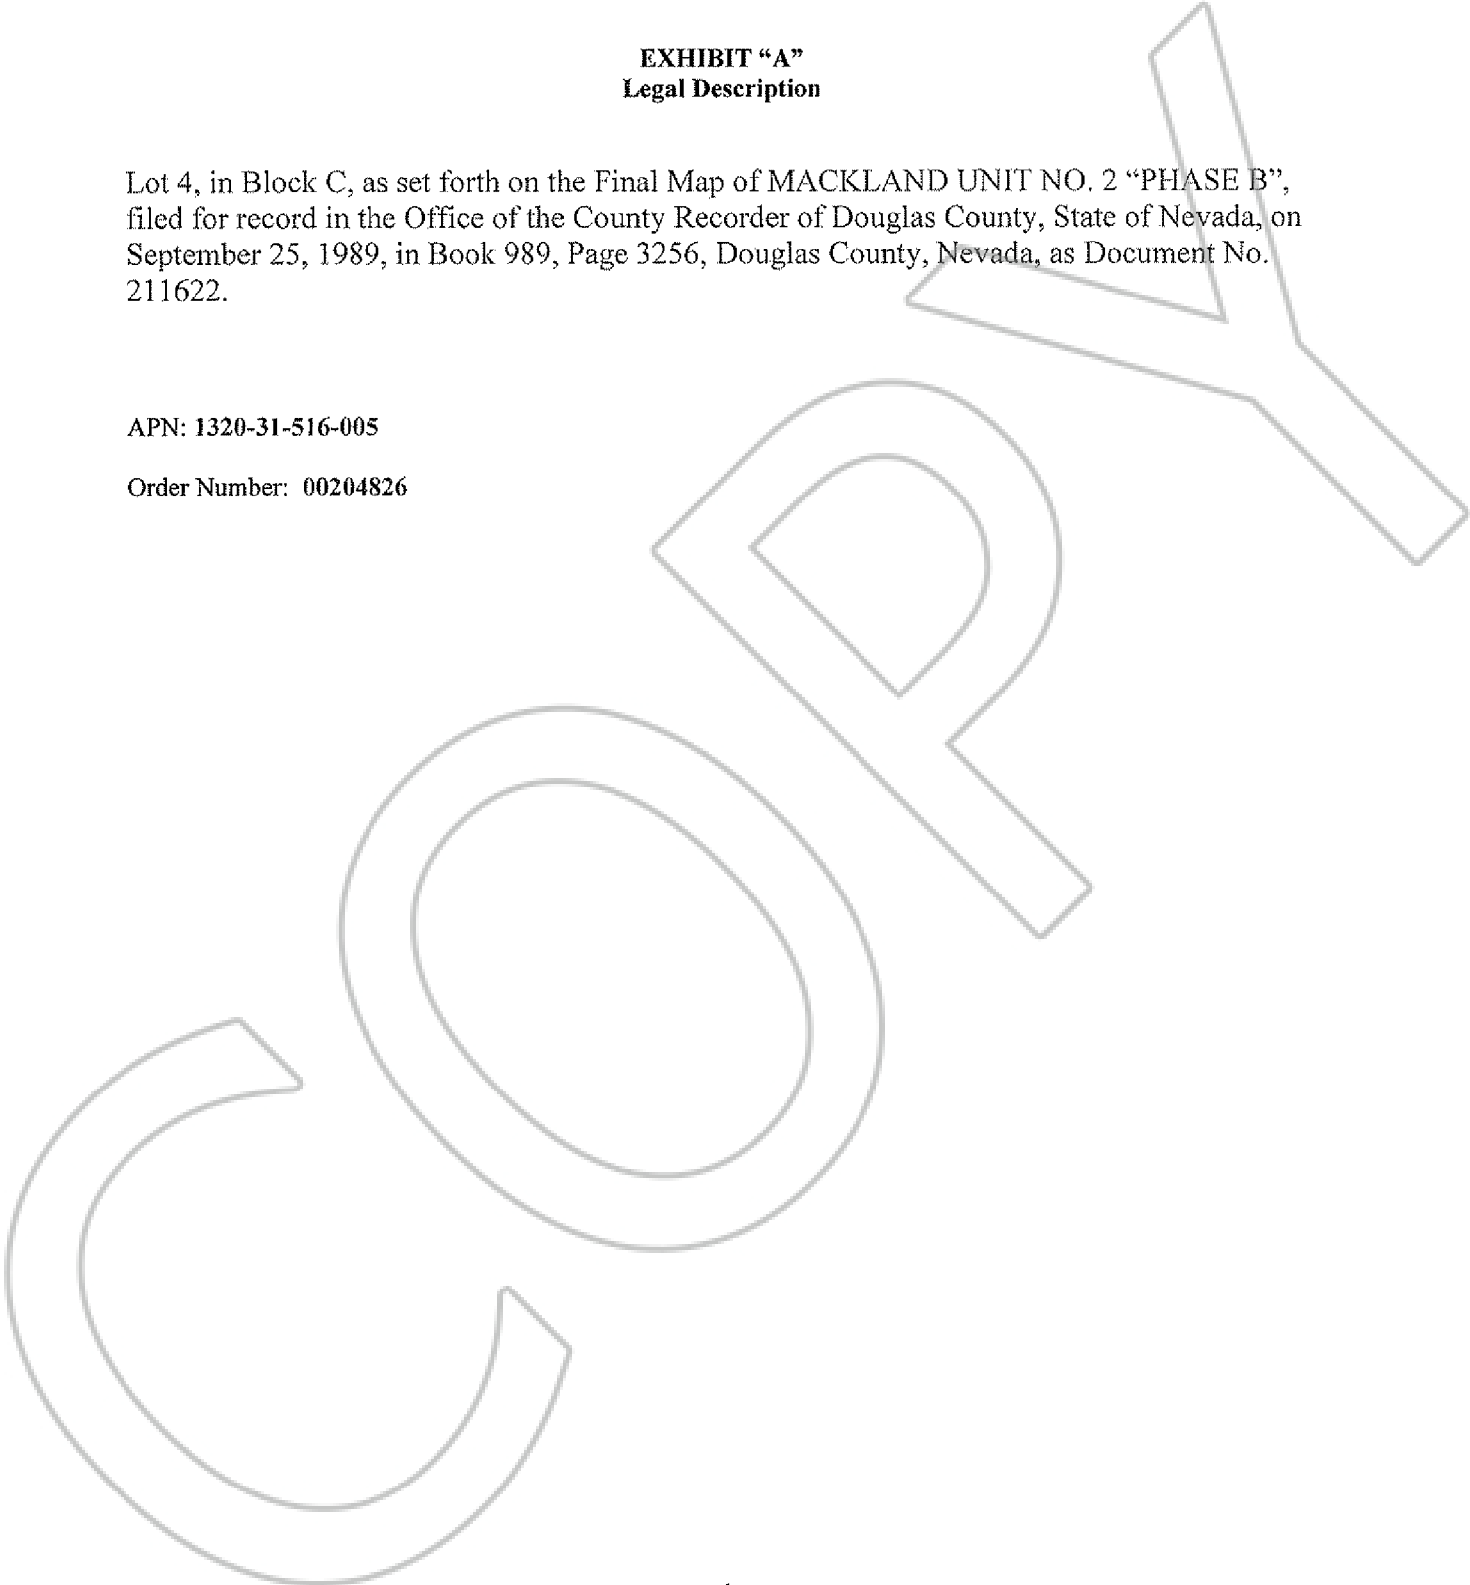 EXHIBIT “A”
Legal Description
Lot 4, in Block C, as set forth on the Final Map of MACKLAND UNIT NO. 2 “PHASE B”,
filed for record in the Office of the County Recorder of Douglas County, State of Nevada, on
September 25, 1989, in Book 989, Page 3256, Douglas County, Nevada, as Document No.
211622.
APN: 1320-31-516-005
Order Number: 00204826
COPY